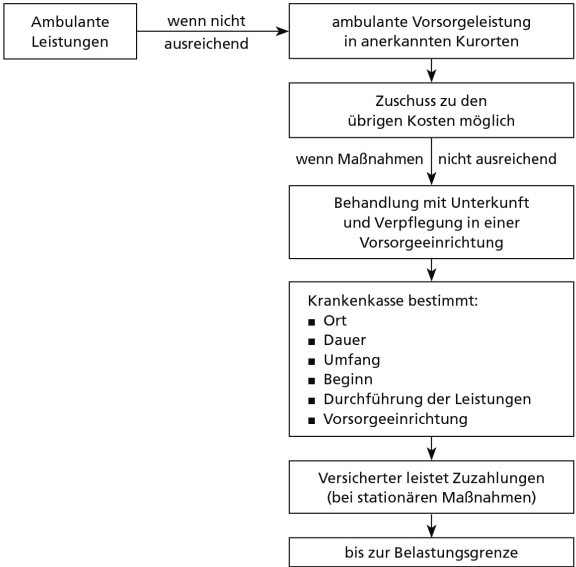 Ambulante
Leistungen
wenn nicht
ausreichend
ambulante Vorsorgeleistung
in anerkannten Kurorten
Zuschuss zu den
übrigen Kosten möglich
wenn Maßnahmen nicht ausreichend
Behandlung mit Unterkunft
und Verpflegung in einer
Vorsorgeeinrichtung
Krankenkasse bestimmt:
■ Ort
■ Dauer
■ Umfang
■ Beginn
■ Durchführung der Leistungen
■ Vorsorgeeinrichtung
Versicherter leistet Zuzahlungen
(bei stationären Maßnahmen)
bis zur Belastungsgrenze